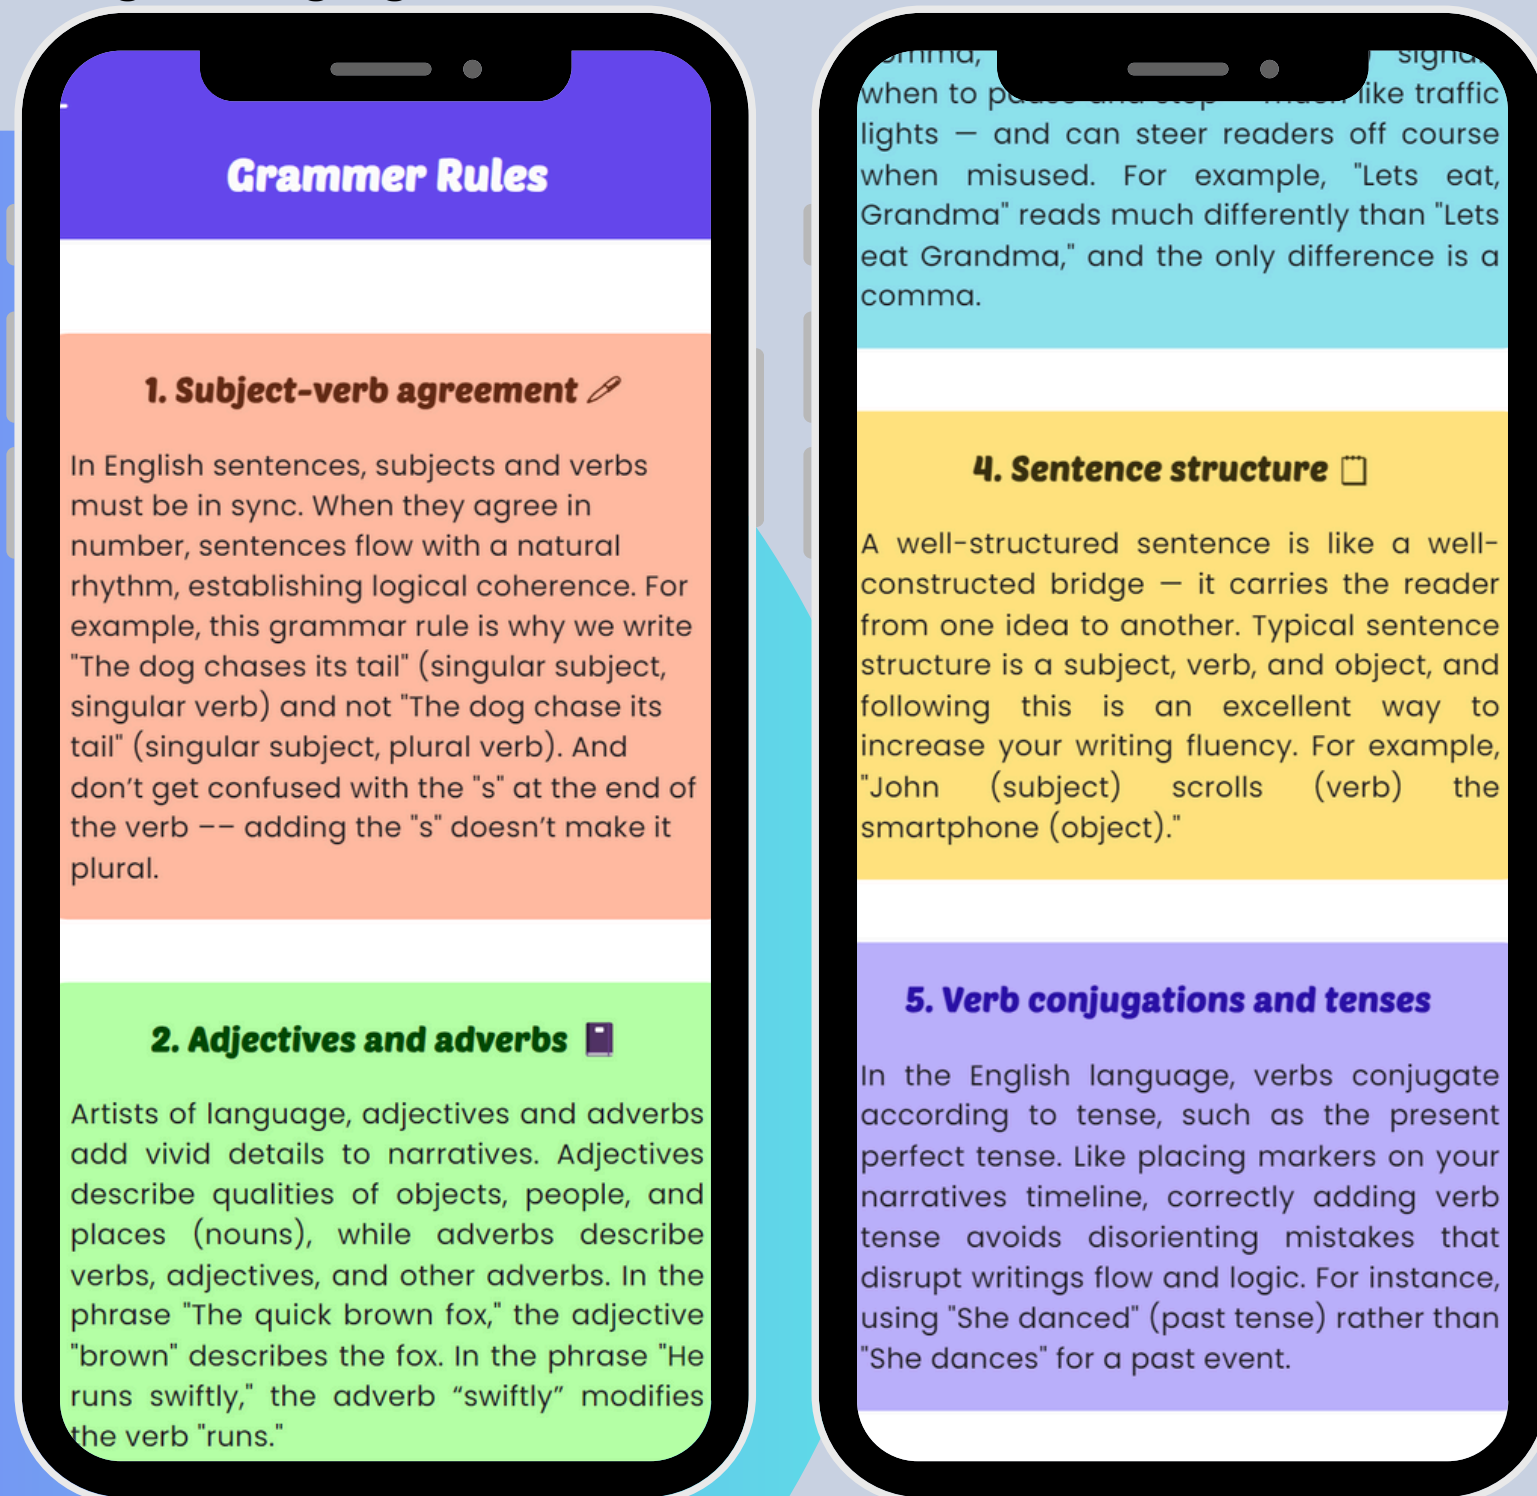 Grammer Rules
1. Subject-verb agreement
In English sentences, subjects and verbs
must be in sync. When they agree in
number, sentences flow with a natural
rhythm, establishing logical coherence. For
example, this grammar rule is why we write
"The dog chases its tail" (singular subject,
singular verb) and not "The dog chase its
tail" (singular subject, plural verb). And
don't get confused with the "s" at the end of
the verb -- adding the "s" doesn't make it
plural.
2. Adjectives and adverbs
Artists of language, adjectives and adverbs
add vivid details to narratives. Adjectives
describe qualities of objects, people, and
places (nouns), while adverbs describe
verbs, adjectives, and other adverbs. In the
phrase "The quick brown fox," the adjective
"brown" describes the fox. In the phrase "He
runs swiftly," the adverb “swiftly” modifies
the verb "runs."
when to pause and stop like traffic
lights — and can steer readers off course
when misused. For example, "Lets eat,
Grandma" reads much differently than "Lets
eat Grandma," and the only difference is a
comma.
4. Sentence structure
A well-structured sentence is like a well-
constructed bridge — it carries the reader
from one idea to another. Typical sentence
structure is a subject, verb, and object, and
following this is an excellent way to
increase your writing fluency. For example,
"John (subject) scrolls (verb) the
smartphone (object)."
5. Verb conjugations and tenses
In the English language, verbs conjugate
according to tense, such as the present
perfect tense. Like placing markers on your
narratives timeline, correctly adding verb
tense avoids disorienting mistakes that
disrupt writings flow and logic. For instance,
using "She danced" (past tense) rather than
"She dances" for a past event.